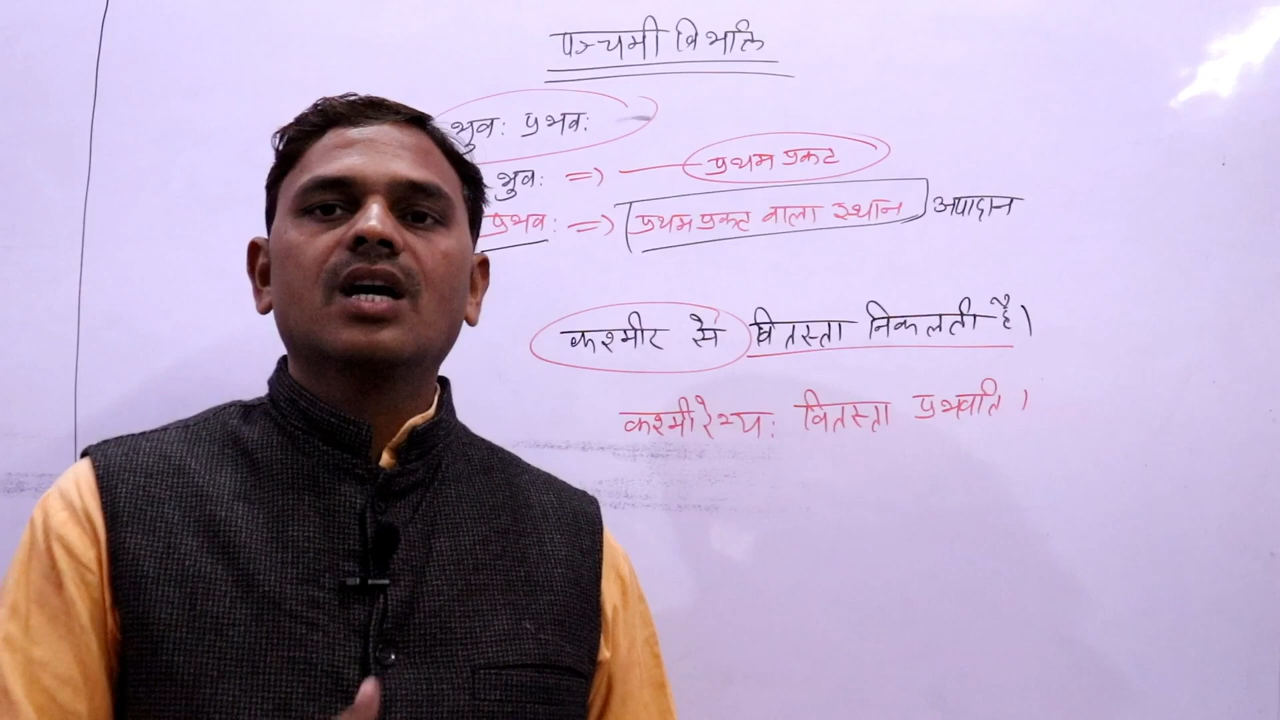 पञ्चमी विभक्ति
भुवः प्रभवः
भुवः => — प्रथम प्रकट
प्रभवः => प्रथम प्रकट वाला स्थान अपादान
कश्मीर से वितस्ता निकलती है।
कश्मीरेभ्यः वितस्ता प्रभवति।